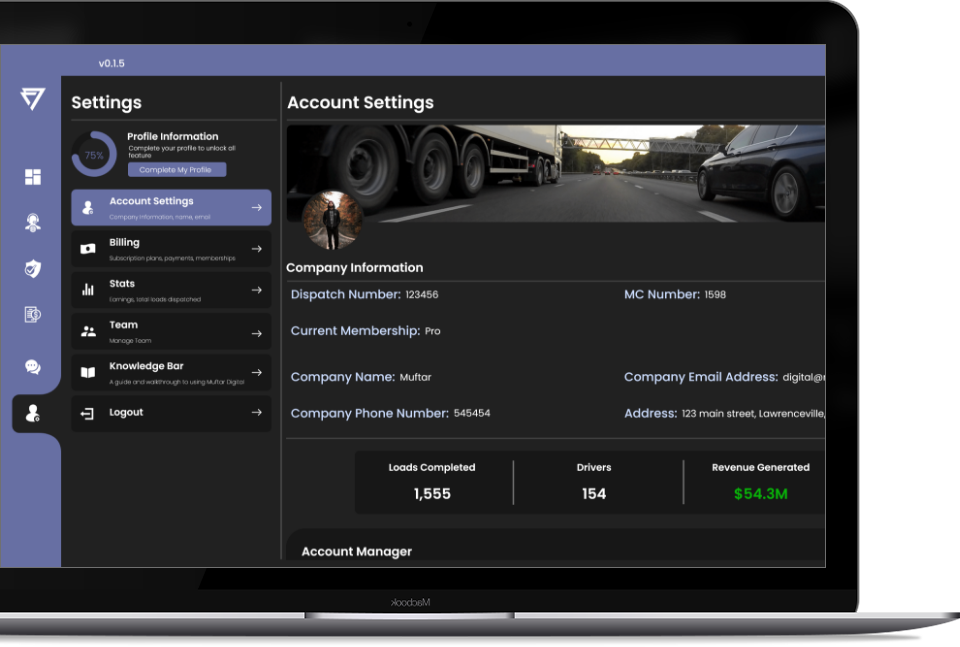 v0.1.5
Settings
75%
Profile Information
Complete your profile to unlock all
feature
Complete My Profile
Account Settings
Company Information, name, email
Billing
Subscription plans, payments, memberships
Stats
Earnings, total loads dispatched
Team
Manage Team
Knowledge Bar
A guide and walkthrough to using Muftar Digital
Logout
Account Settings
Company Information
Dispatch Number: 123456
MC Number: 1598
Current Membership: Pro
Company Name: Muftar
Company Email Address: digital@
Company Phone Number: 545454
Address: 123 main street, Lawrenceville,
Loads Completed
1,555
Drivers
154
Revenue Generated
$54.3M
Account Manager
Macbook